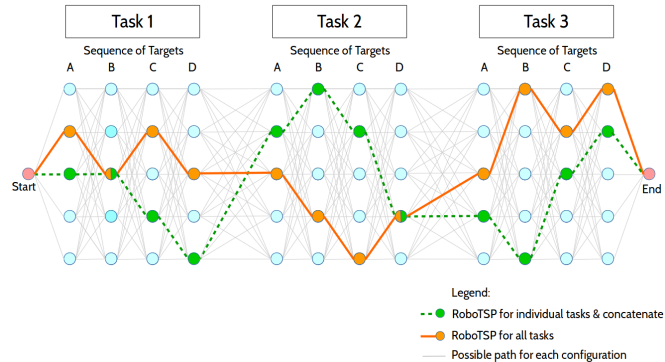 Task 1 Task 2 Task 3
Sequence of Targets Sequence of Targets Sequence of Targets
A B C D A B C D A B C D
Start End
Legend:
RoboTSP for individual tasks & concatenate
RoboTSP for all tasks
Possible path for each configuration